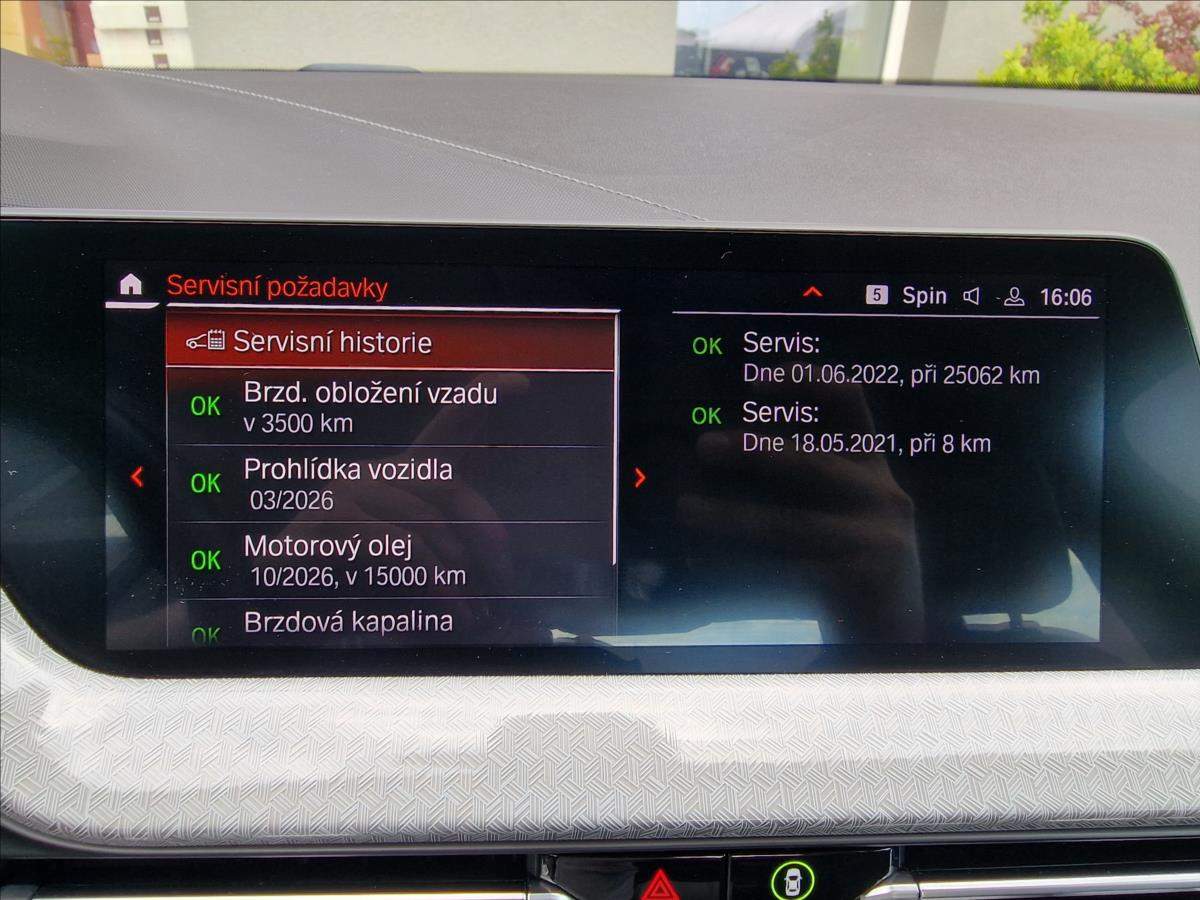 Servisní požadavky
5 Spin 16:06
Servisní historie
OK Brzd. obložení vzadu
v 3500 km
OK Prohlídka vozidla
03/2026
OK Motorový olej
10/2026, v 15000 km
OK Brzdová kapalina
OK Servis:
Dne 01.06.2022, při 25062 km
OK Servis:
Dne 18.05.2021, při 8 km